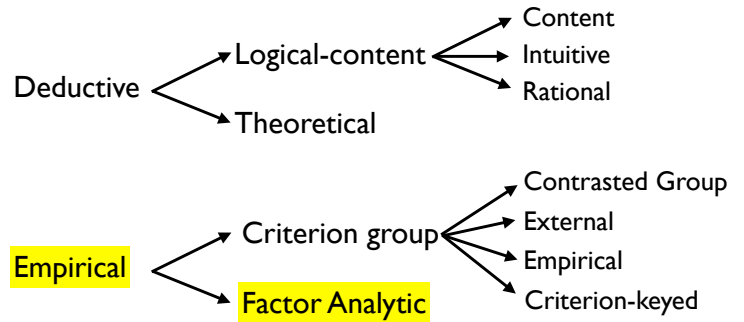 Deductive
Logical-content
Content
Intuitive
Rational
Theoretical
Empirical
Criterion group
Contrasted Group
External
Empirical
Criterion-keyed
Factor Analytic